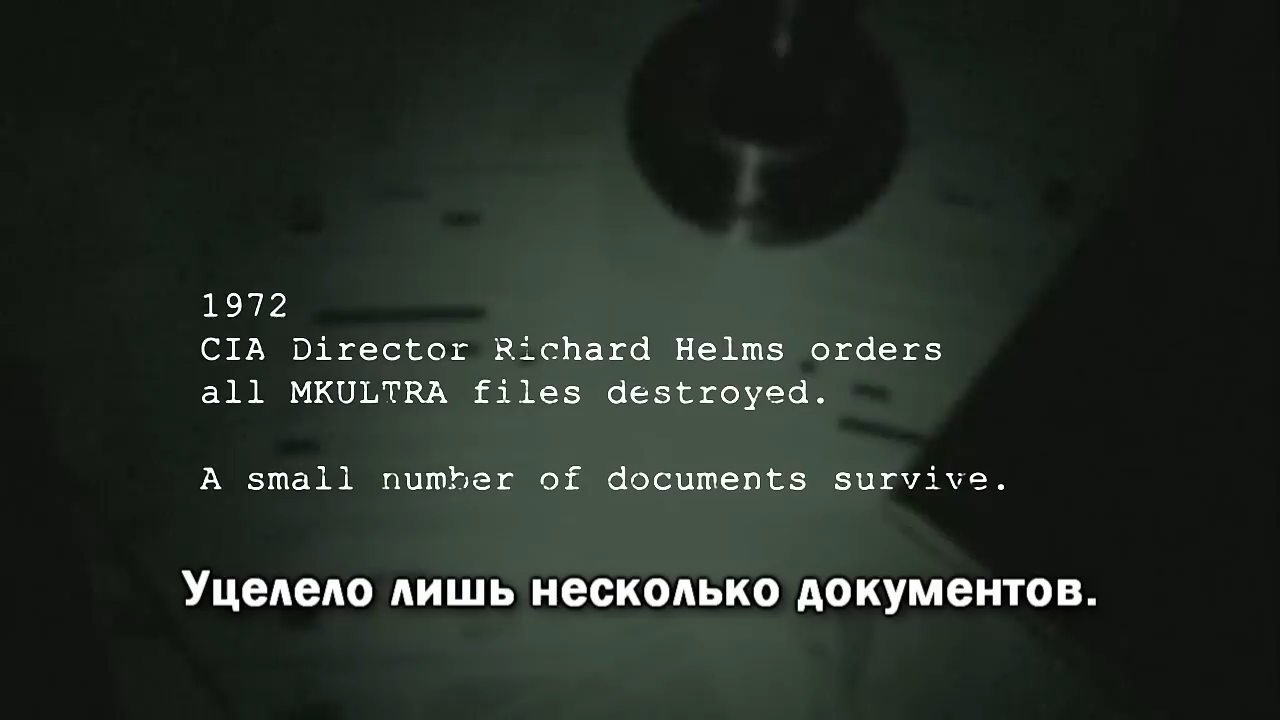 1972
CIA Director Richard Helms orders
all MKULTRA files destroyed.
A small number of documents survive.
Уцелело лишь несколько документов.